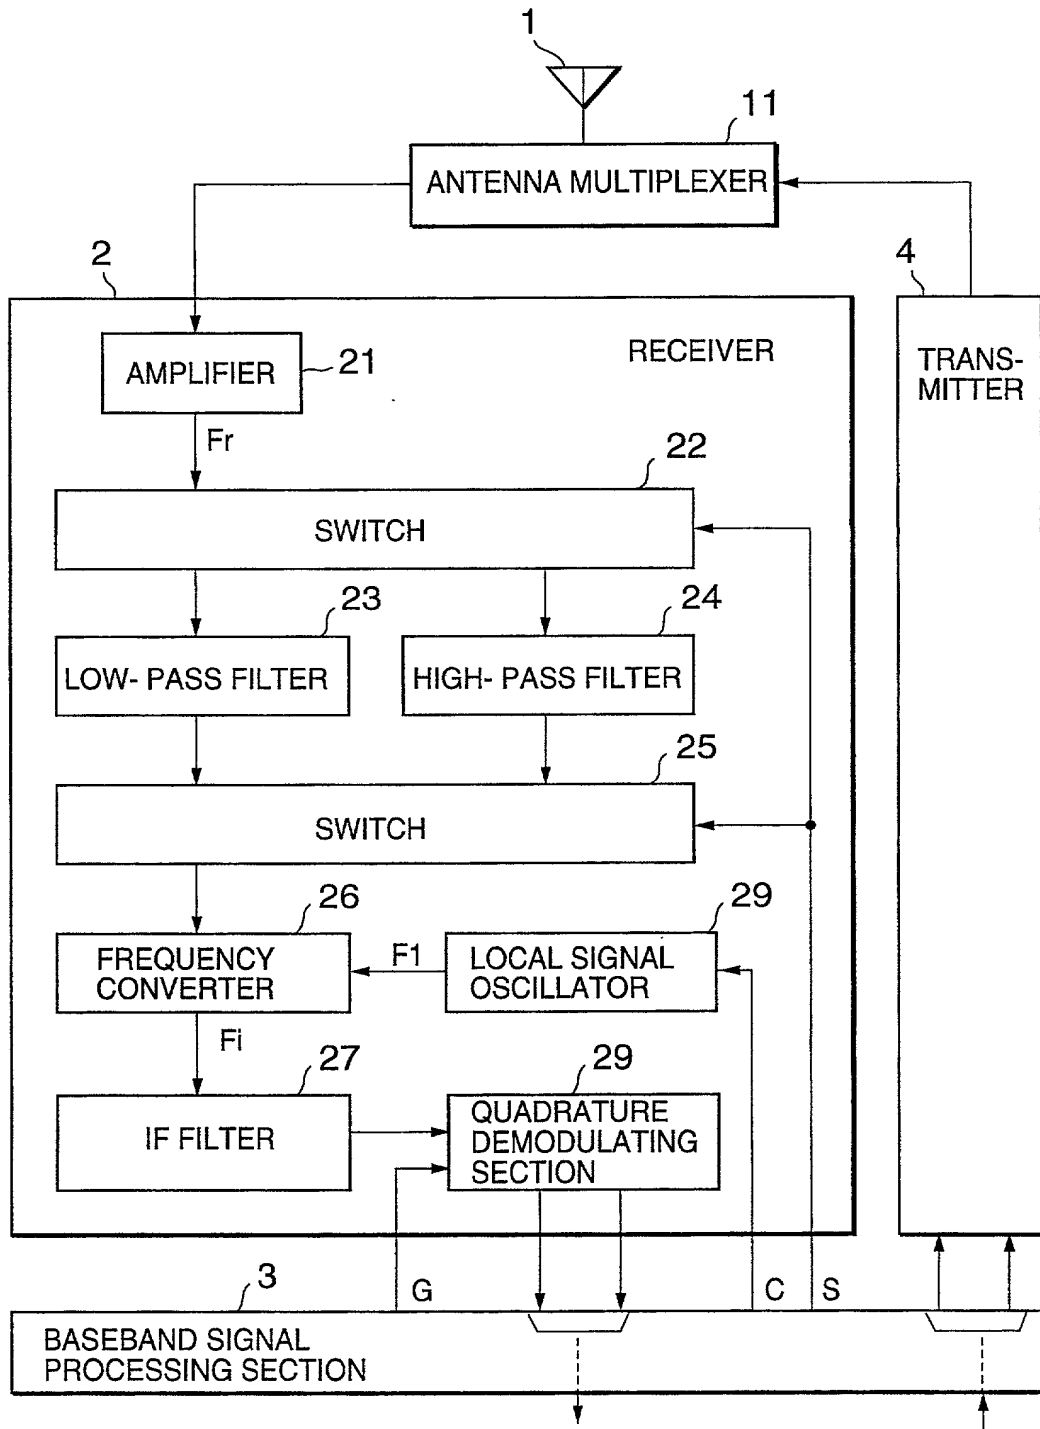 1
11
ANTENNA MULTIPLEXER
2
4
RECEIVER
TRANS-
MITTER
AMPLIFIER
21
Fr
22
SWITCH
23
24
LOW- PASS FILTER
HIGH- PASS FILTER
25
SWITCH
26
29
FREQUENCY
CONVERTER
F1
LOCAL SIGNAL
OSCILLATOR
Fi
27
29
IF FILTER
QUADRATURE
DEMODULATING
SECTION
3
G
C
S
BASEBAND SIGNAL
PROCESSING SECTION